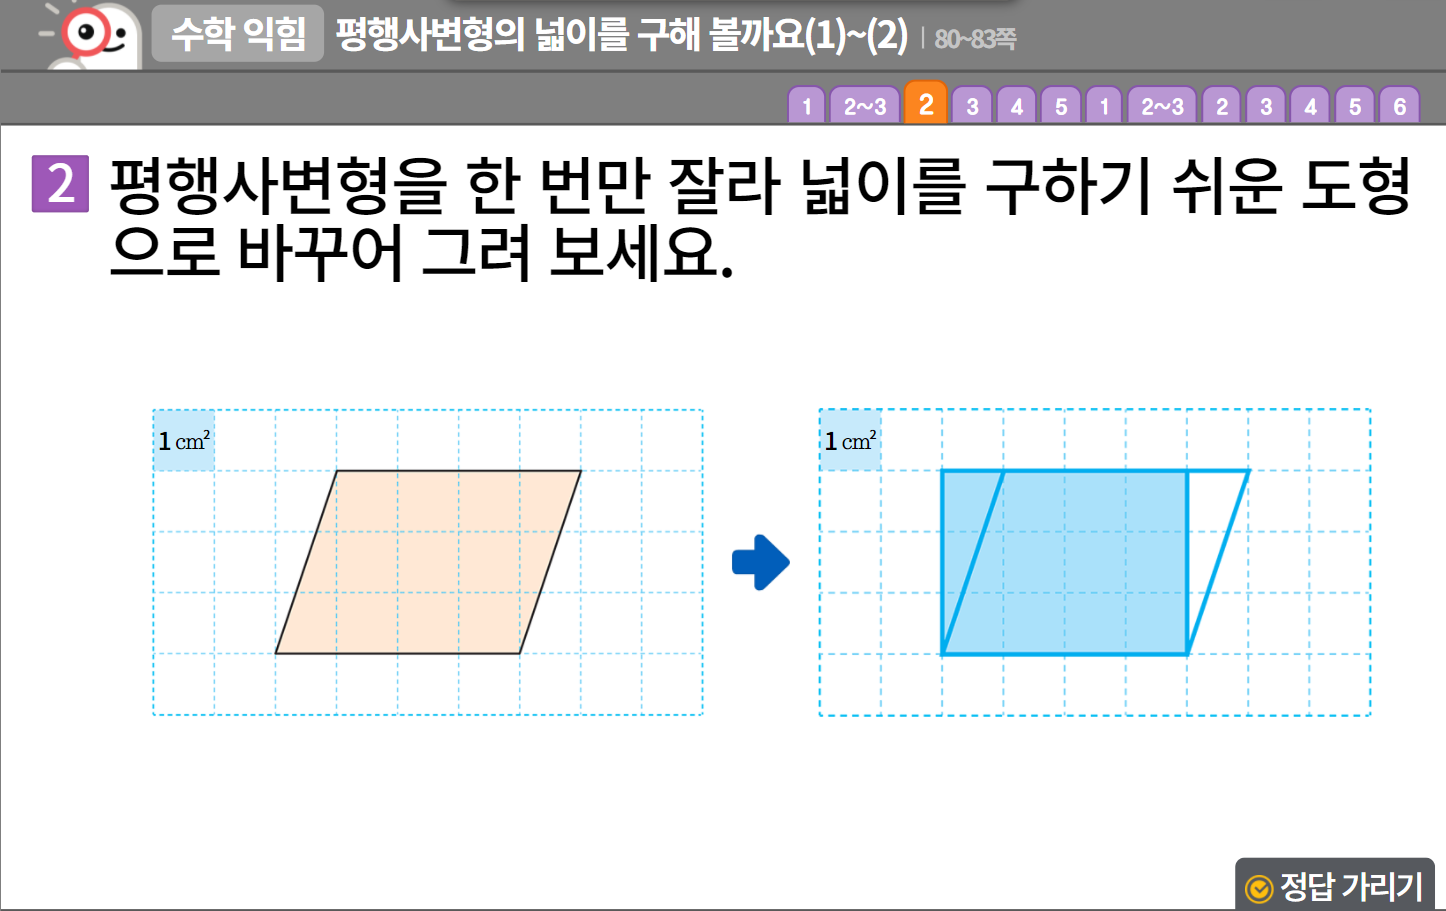 수학 익힘 평행사변형의 넓이를 구해 볼까요(1)~(2) | 80~83쪽
1 2~3 2 3 4 5 1 2~3 2 3 4 5 6
2 평행사변형을 한 번만 잘라 넓이를 구하기 쉬운 도형
으로 바꾸어 그려 보세요.
1 cm²
1 cm²
정답 가리기